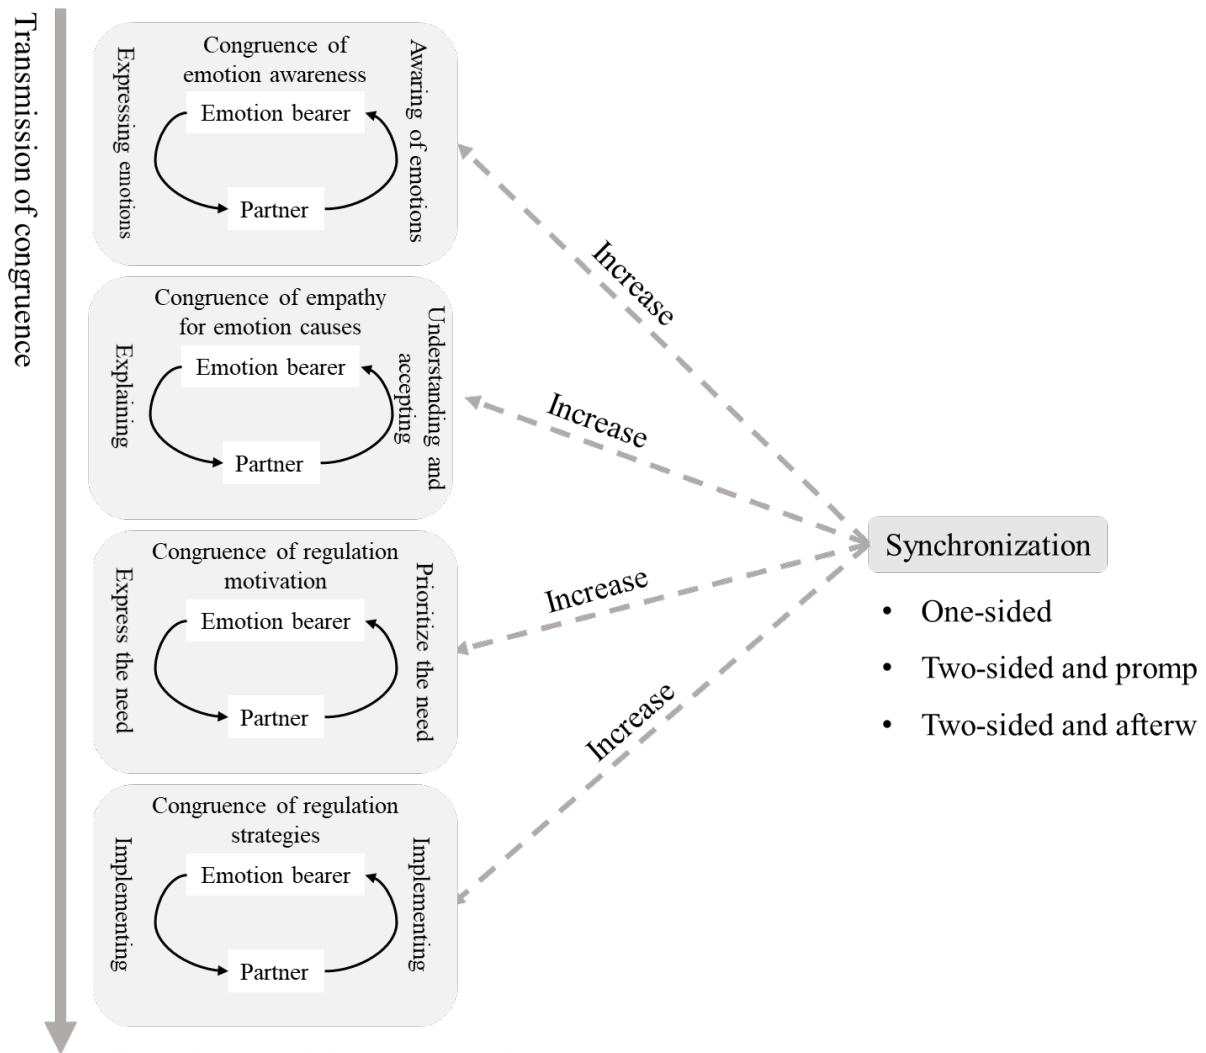 Transmission of congruence
Congruence of
emotion awareness
Expressing emotions
Emotion bearer
Awaring of emotions
Partner
Congruence of empathy
for emotion causes
Explaining
Emotion bearer
Understanding and
accepting
Partner
Congruence of regulation
motivation
Express the need
Emotion bearer
Prioritize the need
Partner
Congruence of regulation
strategies
Implementing
Emotion bearer
Implementing
Partner
Increase
Increase
Increase
Increase
Synchronization
• One-sided
• Two-sided and promp
• Two-sided and afterw